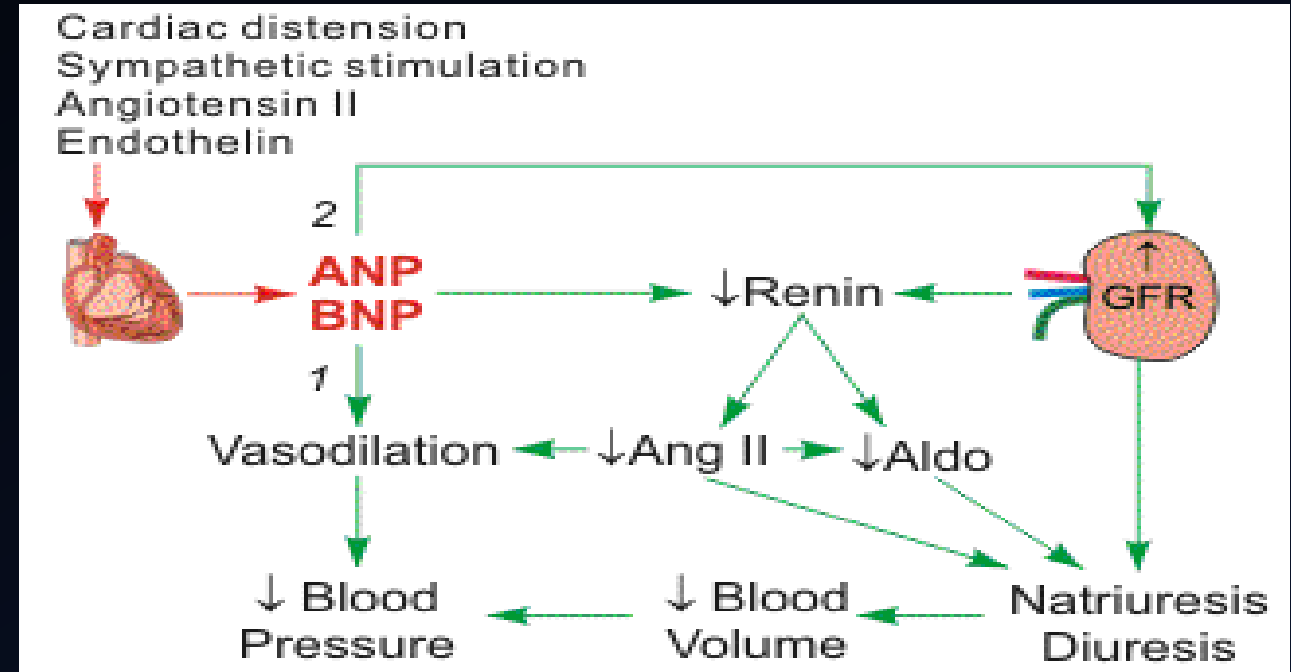 Cardiac distension
Sympathetic stimulation
Angiotensin II
Endothelin
2
ANP
BNP
↓Renin
↑
GFR
1
Vasodilation
↓Ang II
↓Aldo
↓ Blood
Pressure
↓ Blood
Volume
Natriuresis
Diuresis